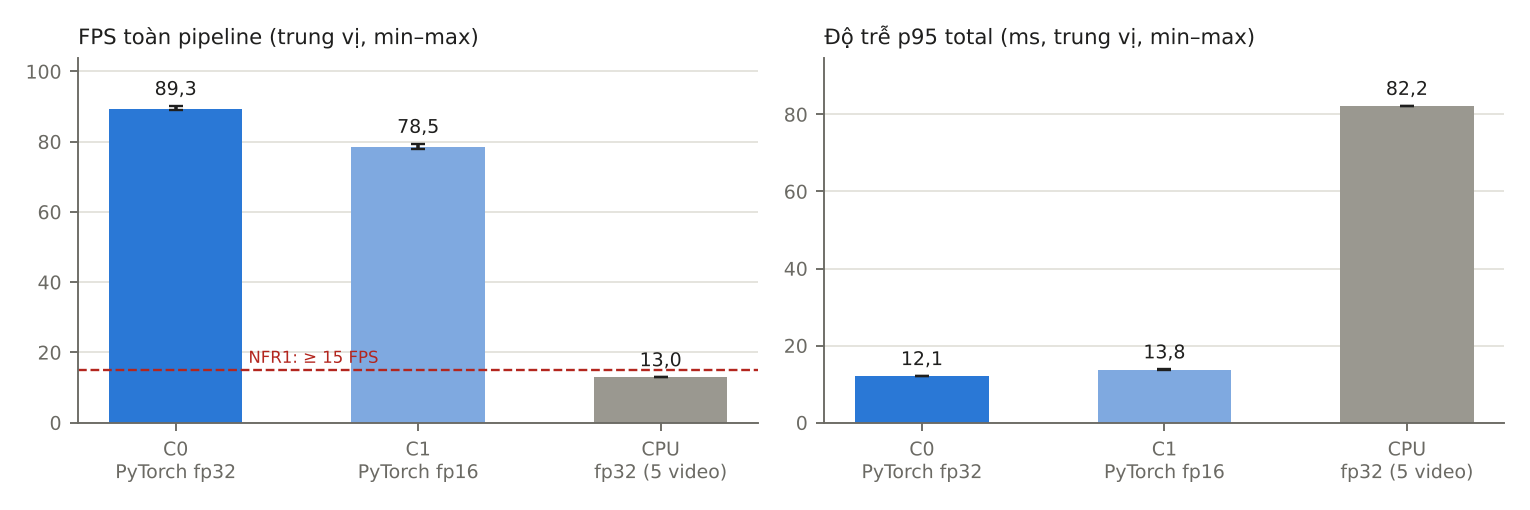 FPS toàn pipeline (trung vị, min–max)
100
80
60
40
20
0
89,3
78,5
13,0
NFR1: ≥ 15 FPS
C0
PyTorch fp32
C1
PyTorch fp16
CPU
fp32 (5 video)
Độ trễ p95 total (ms, trung vị, min–max)
80
60
40
20
0
12,1
13,8
82,2
C0
PyTorch fp32
C1
PyTorch fp16
CPU
fp32 (5 video)